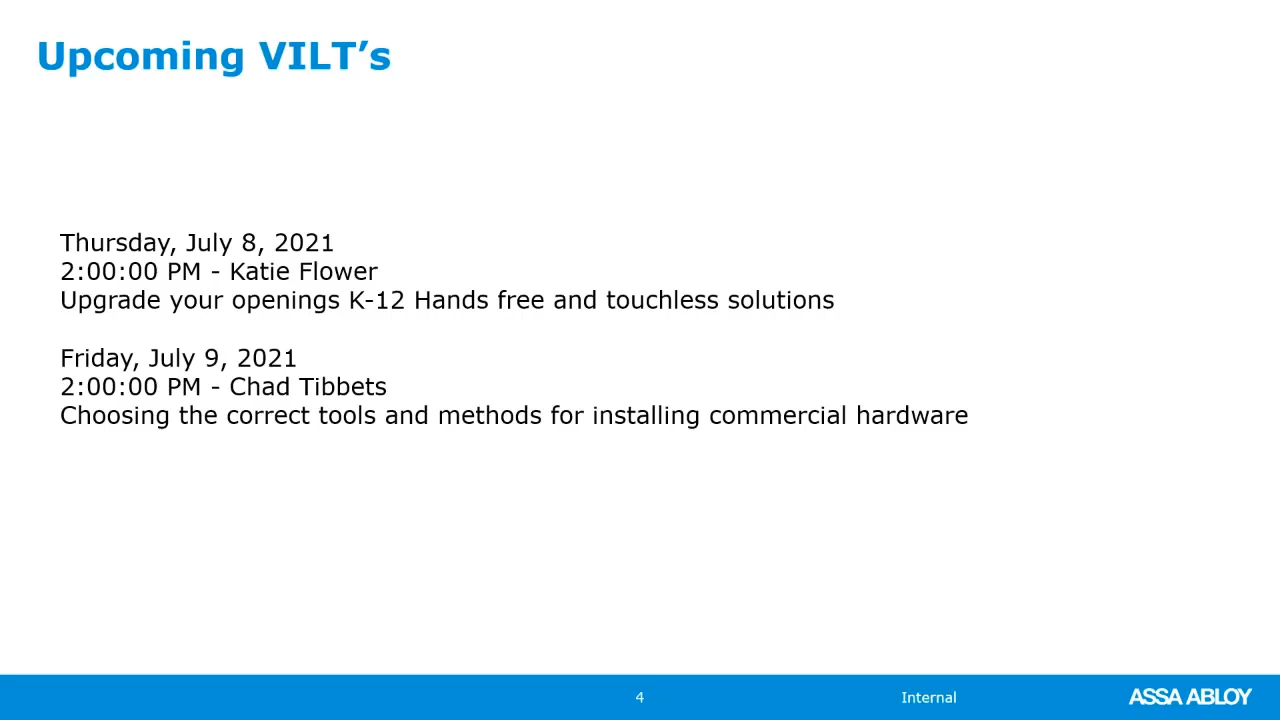 Upcoming VILT’s
Thursday, July 8, 2021
2:00:00 PM - Katie Flower
Upgrade your openings K-12 Hands free and touchless solutions
Friday, July 9, 2021
2:00:00 PM - Chad Tibbets
Choosing the correct tools and methods for installing commercial hardware
4
Internal
ASSA ABLOY